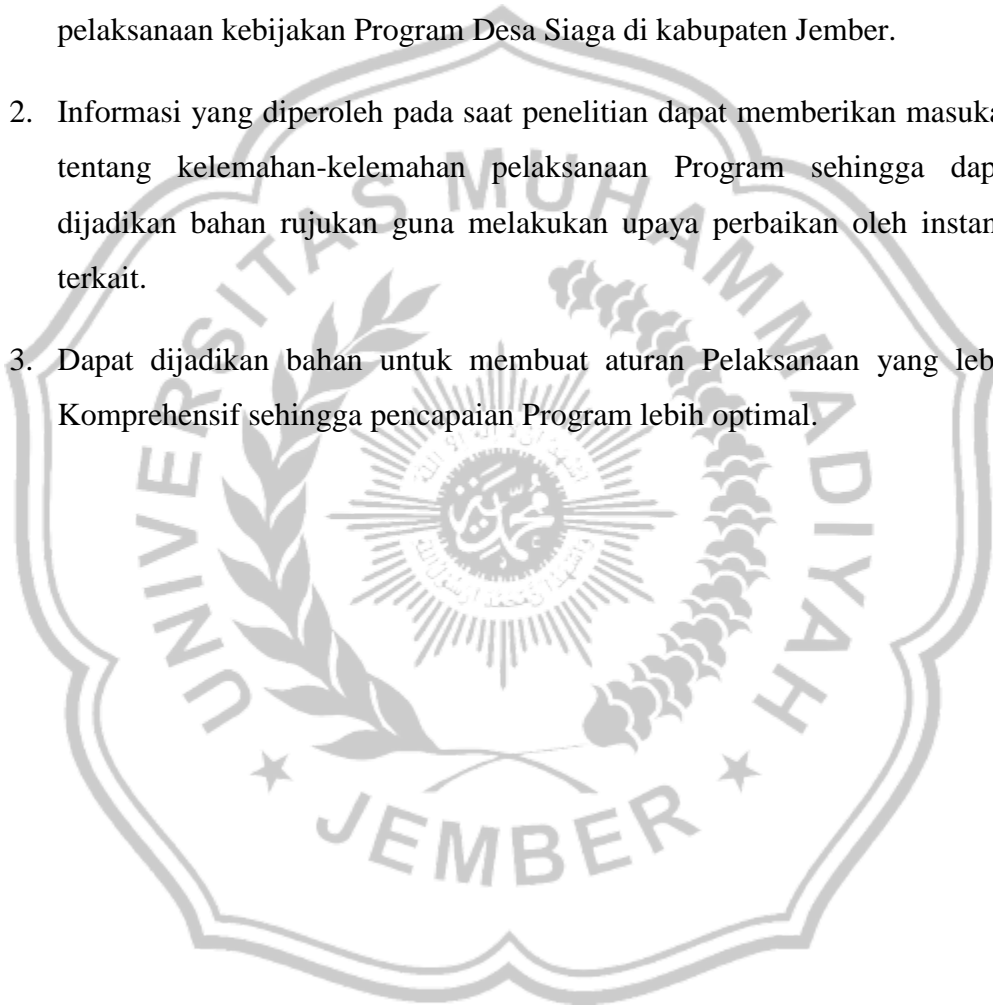 pelaksanaan kebijakan Program Desa Siaga di kabupaten Jember.
2. Informasi yang diperoleh pada saat penelitian dapat memberikan masuka
tentang kelemahan-kelemahan pelaksanaan Program sehingga dap
dijadikan bahan rujukan guna melakukan upaya perbaikan oleh instan
terkait.
3. Dapat dijadikan bahan untuk membuat aturan Pelaksanaan yang leb
Komprehensif sehingga pencapaian Program lebih optimal.
UNIVERSITAS MUHAMMADIYAH
JEMBER